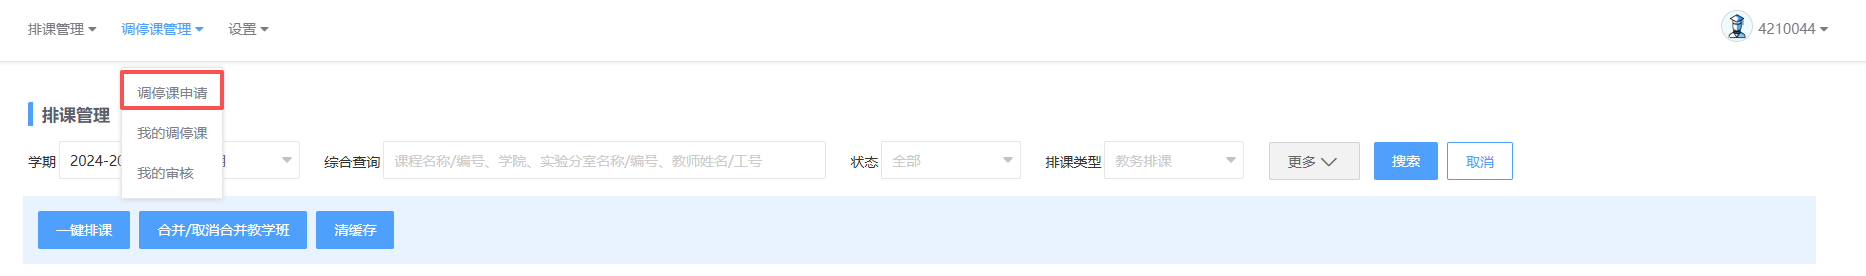 排课管理 调停课管理 设置 4210044
调停课申请
排课管理
我的调停课
学期 2024-20 期 综合查询 课程名称/编号、学院、实验分室名称/编号、教师姓名/工号 状态 全部 排课类型 教务排课 更多 搜索 取消
我的审核
一键排课 合并/取消合并教学班 清缓存